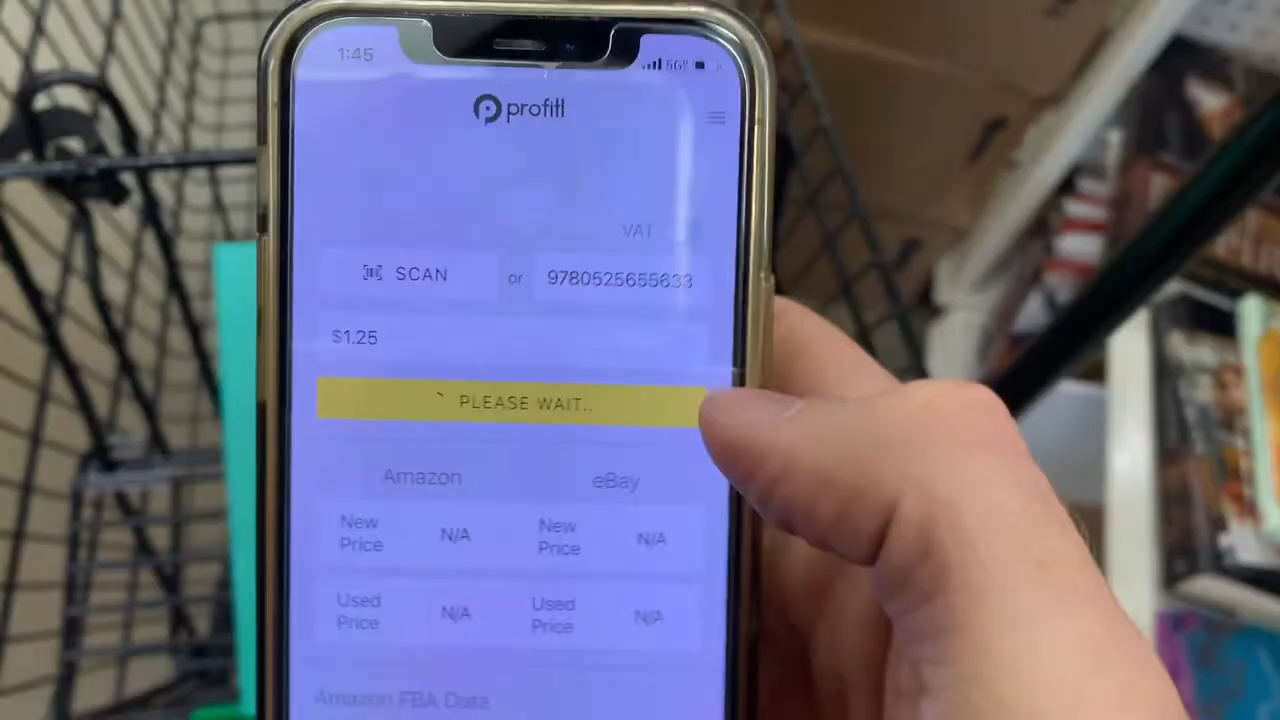 1:45
5G
profitl
VAT
SCAN or 9780525655633
$1.25
PLEASE WAIT..
Amazon eBay
New Price N/A New Price N/A
Used Price N/A Used Price N/A
Amazon FBA Data